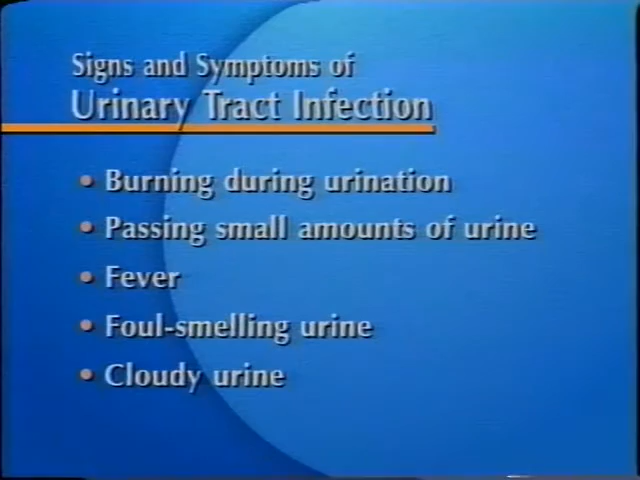 Signs and Symptoms of
Urinary Tract Infection
• Burning during urination
• Passing small amounts of urine
• Fever
• Foul-smelling urine
• Cloudy urine